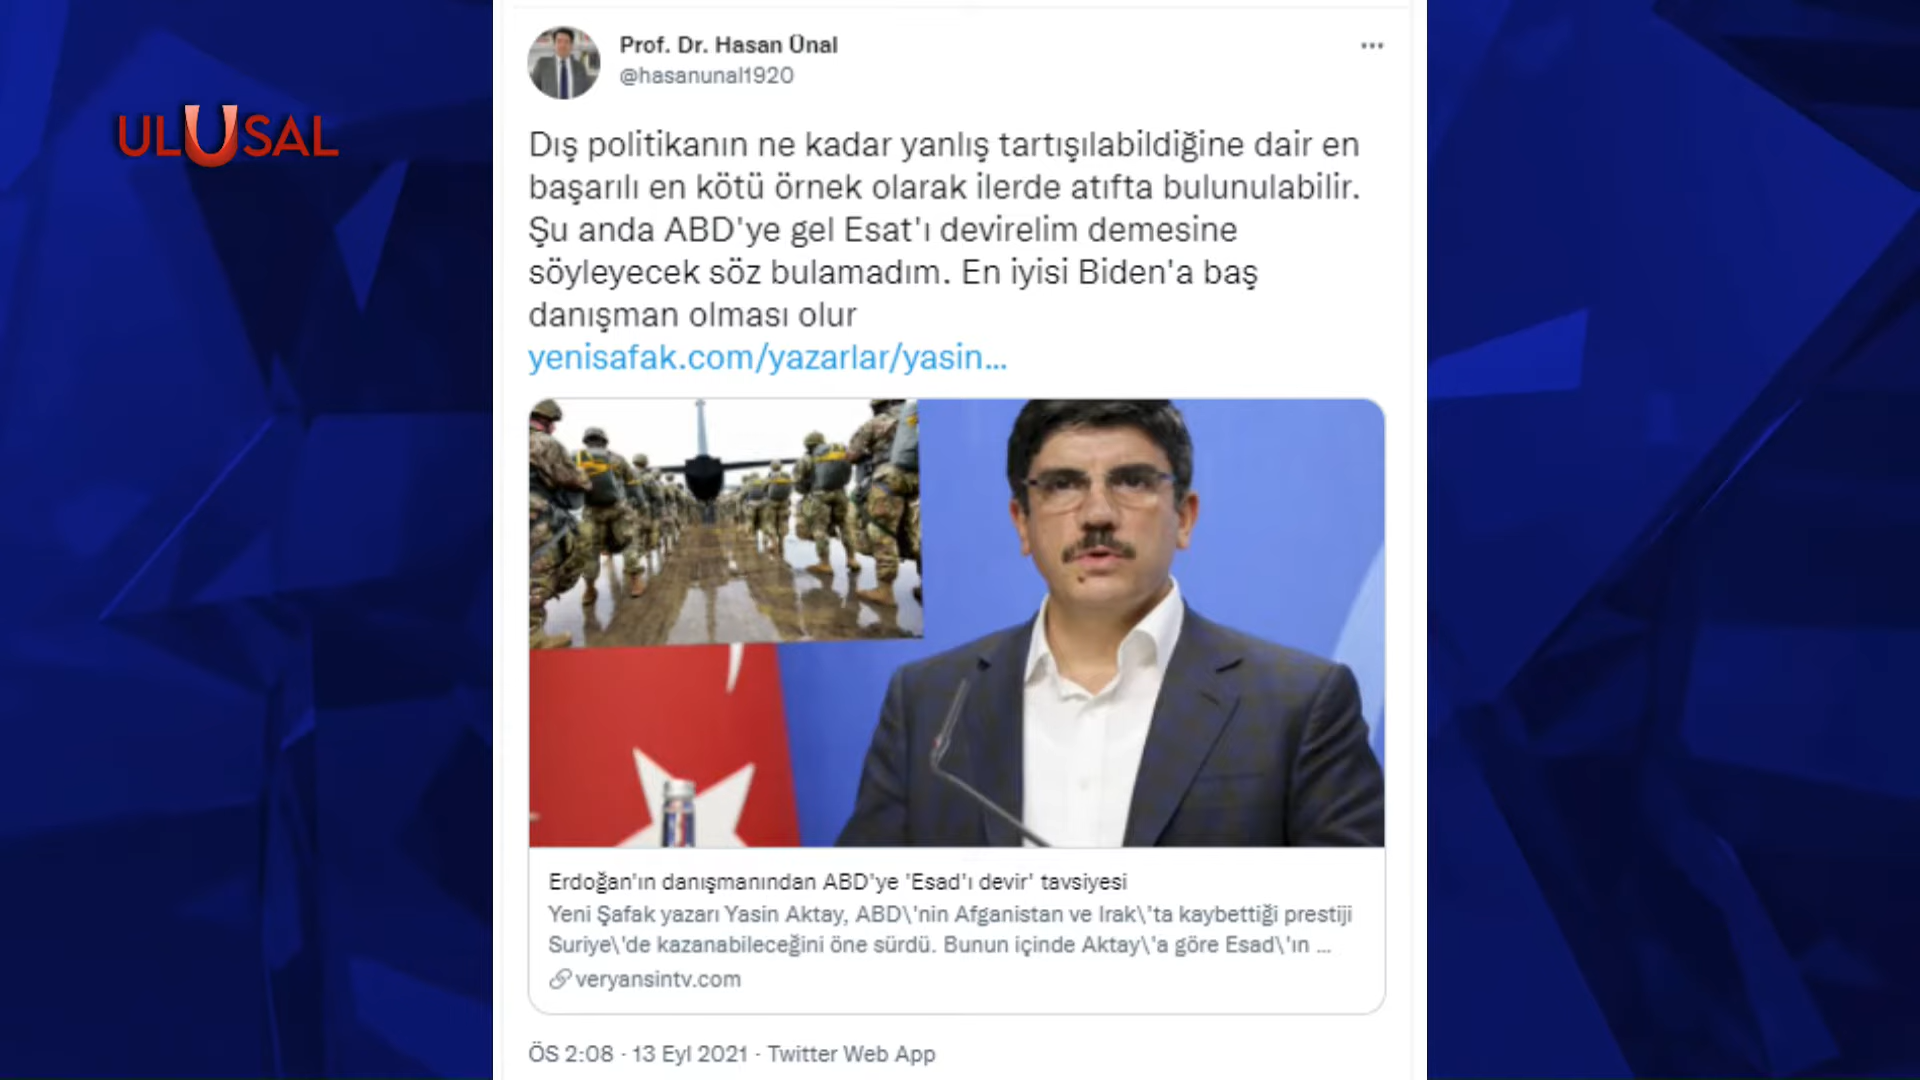 ULUSAL
Prof. Dr. Hasan Ünal
@hasanunal1920
Dış politikanın ne kadar yanlış tartışılabildiğine dair en
başarılı en kötü örnek olarak ilerde atıfta bulunulabilir.
Şu anda ABD'ye gel Esat'ı devirelim demesine
söyleyecek söz bulamadım. En iyisi Biden'a baş
danışman olması olur
yenisafak.com/yazarlar/yasin...
Erdoğan'ın danışmanından ABD'ye 'Esad'ı devir' tavsiyesi
Yeni Şafak yazarı Yasin Aktay, ABD\'nin Afganistan ve Irak\'ta kaybettiği prestiji
Suriye\'de kazanabileceğini öne sürdü. Bunun içinde Aktay\'a göre Esad\'ın ...
veryansintv.com
ÖS 2:08 · 13 Eyl 2021 · Twitter Web App